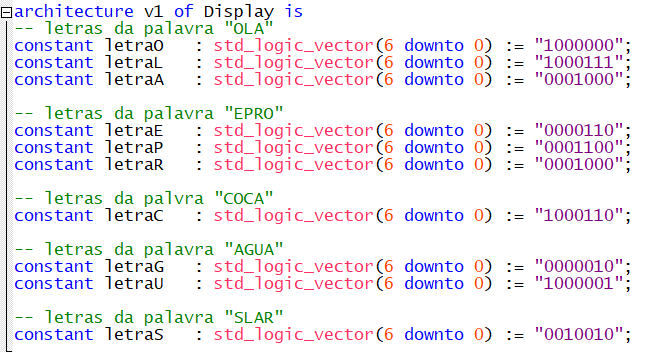 architecture v1 of Display is
-- letras da palavra "OLA"
constant letraO   : std_logic_vector(6 downto 0) := "1000000";
constant letraL   : std_logic_vector(6 downto 0) := "1000111";
constant letraA   : std_logic_vector(6 downto 0) := "0001000";
-- letras da palavra "EPRO"
constant letraE   : std_logic_vector(6 downto 0) := "0000110";
constant letraP   : std_logic_vector(6 downto 0) := "0001100";
constant letraR   : std_logic_vector(6 downto 0) := "0001000";
-- letras da palvra "COCA"
constant letraC   : std_logic_vector(6 downto 0) := "1000110";
-- letras da palavra "AGUA"
constant letraG   : std_logic_vector(6 downto 0) := "0000010";
constant letraU   : std_logic_vector(6 downto 0) := "1000001";
-- letras da palavra "SLAR"
constant letraS   : std_logic_vector(6 downto 0) := "0010010";